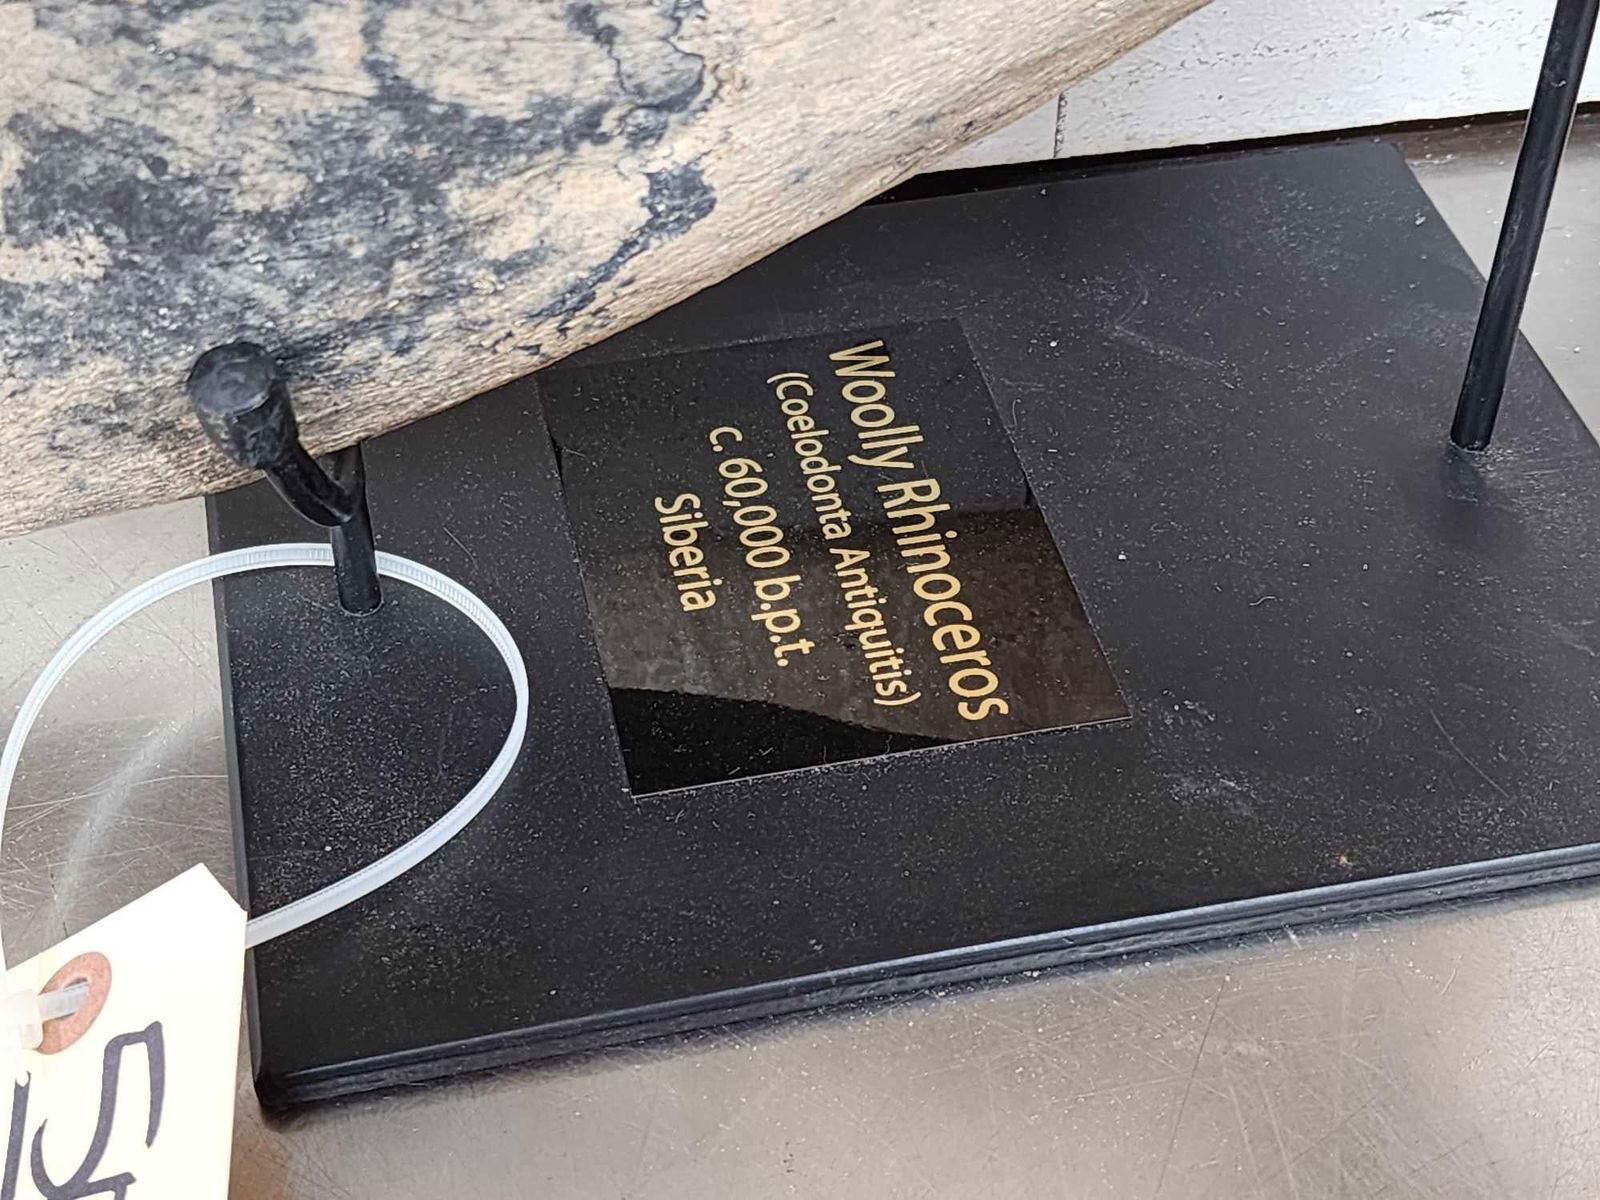 Woolly Rhinoceros
(Coelodonta Antiquitis)
c. 60,000 b.p.t.
Siberia